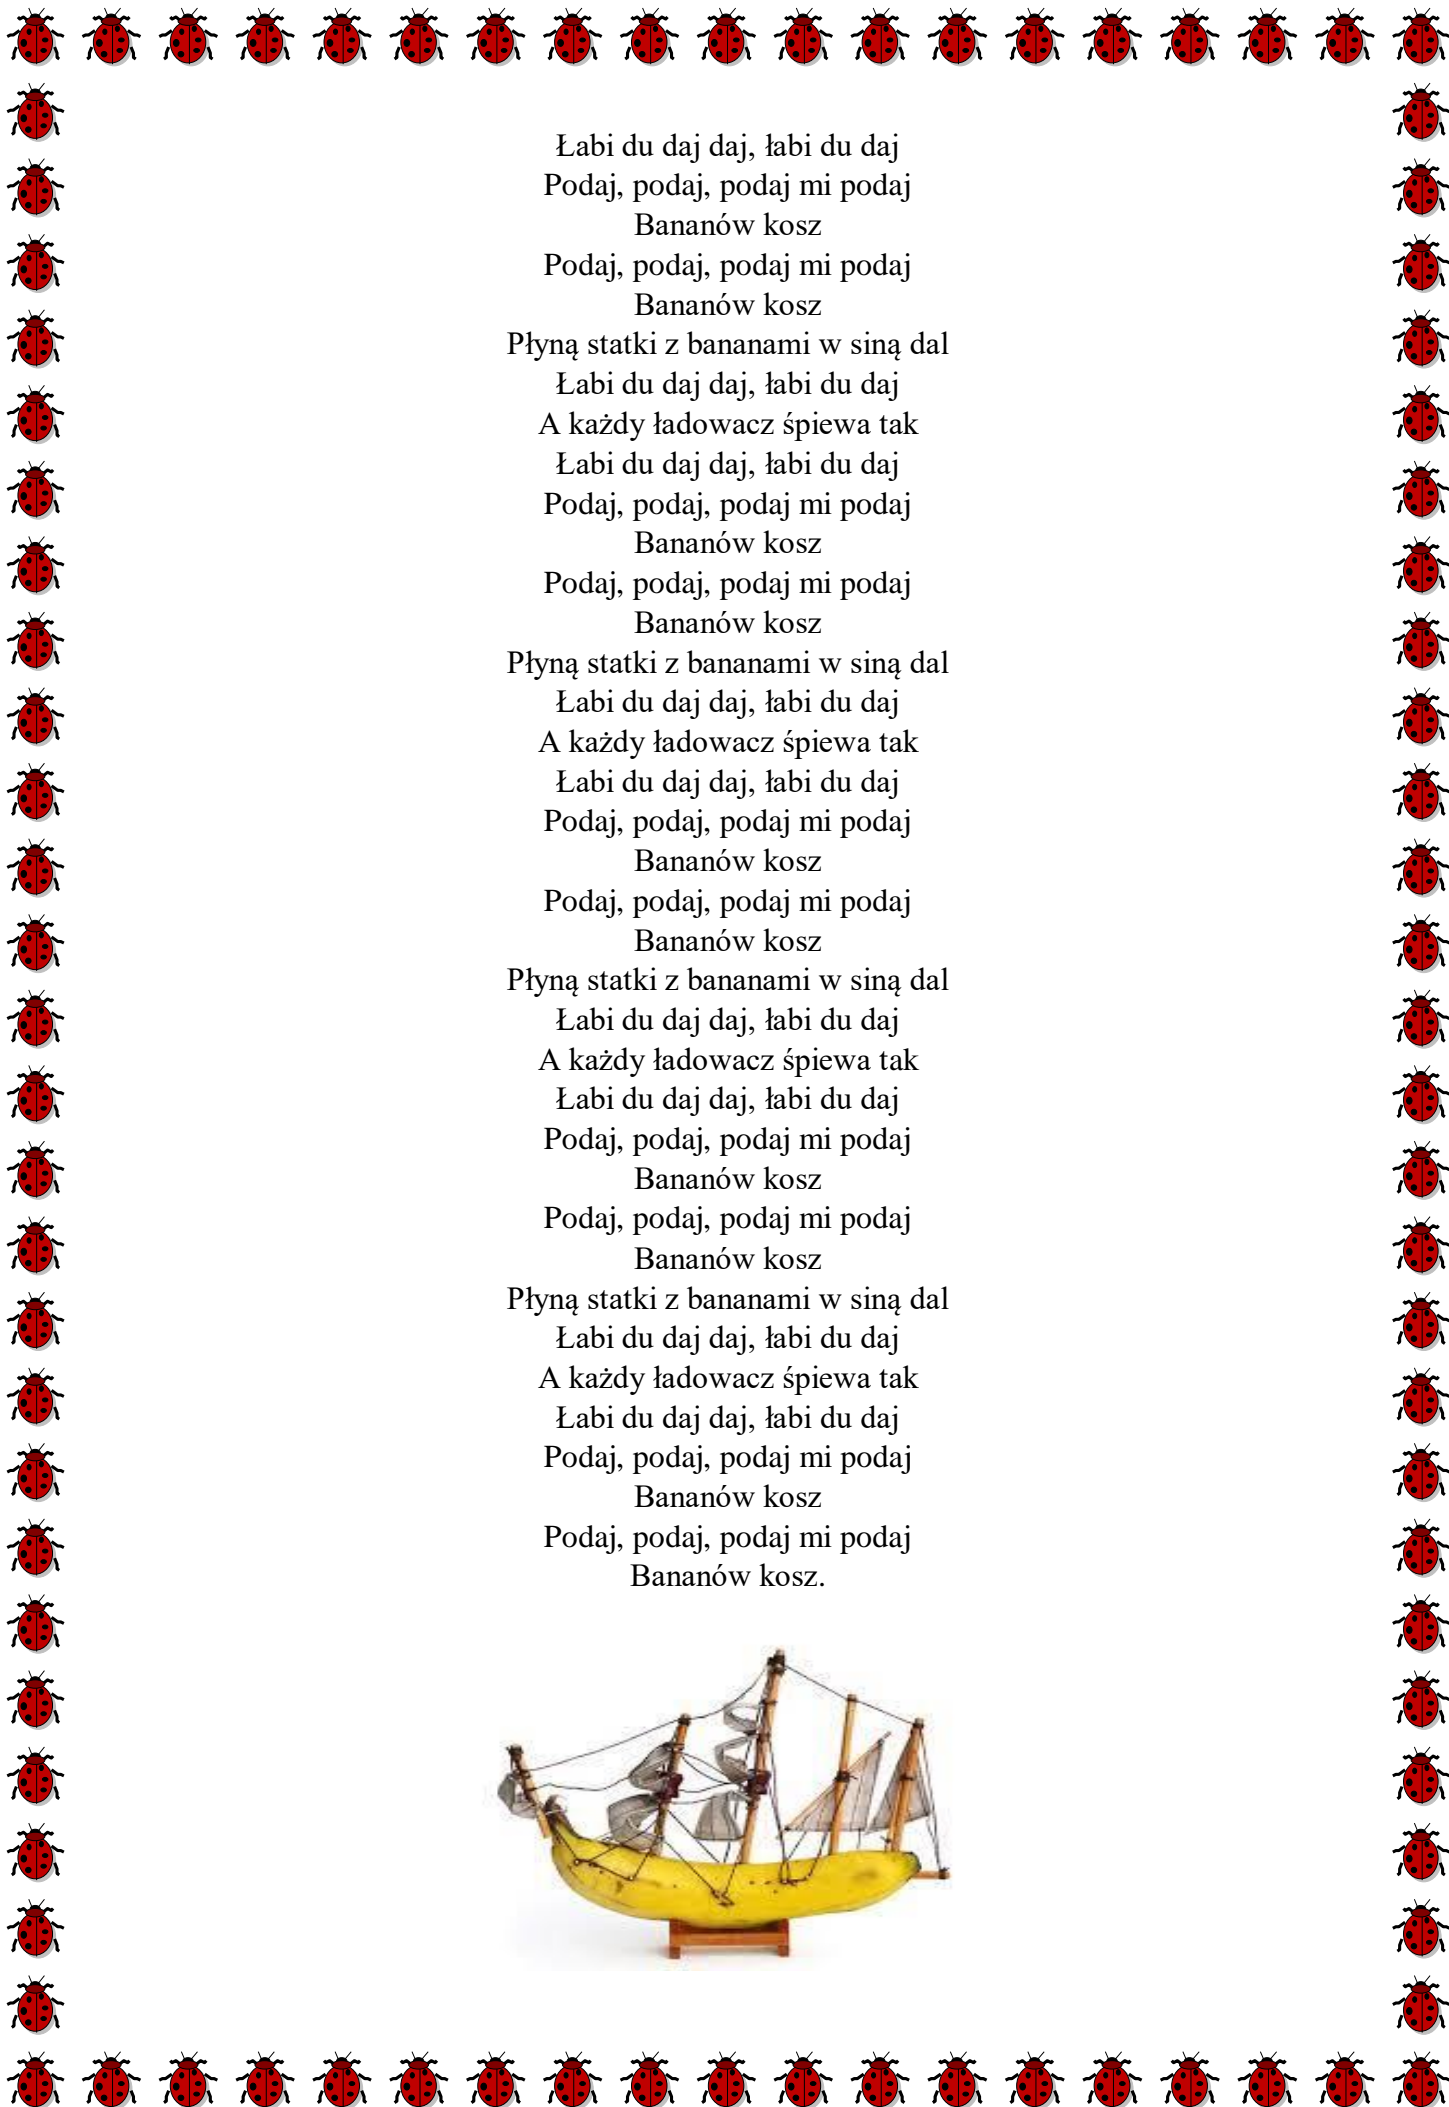 Łabi du daj daj, łabi du daj
Podaj, podaj, podaj mi podaj
Bananów kosz
Podaj, podaj, podaj mi podaj
Bananów kosz
Płyną statki z bananami w siną dal
Łabi du daj daj, łabi du daj
A każdy ładowacz śpiewa tak
Łabi du daj daj, łabi du daj
Podaj, podaj, podaj mi podaj
Bananów kosz
Podaj, podaj, podaj mi podaj
Bananów kosz
Płyną statki z bananami w siną dal
Łabi du daj daj, łabi du daj
A każdy ładowacz śpiewa tak
Łabi du daj daj, łabi du daj
Podaj, podaj, podaj mi podaj
Bananów kosz
Podaj, podaj, podaj mi podaj
Bananów kosz
Płyną statki z bananami w siną dal
Łabi du daj daj, łabi du daj
A każdy ładowacz śpiewa tak
Łabi du daj daj, łabi du daj
Podaj, podaj, podaj mi podaj
Bananów kosz
Podaj, podaj, podaj mi podaj
Bananów kosz
Płyną statki z bananami w siną dal
Łabi du daj daj, łabi du daj
A każdy ładowacz śpiewa tak
Łabi du daj daj, łabi du daj
Podaj, podaj, podaj mi podaj
Bananów kosz
Podaj, podaj, podaj mi podaj
Bananów kosz.